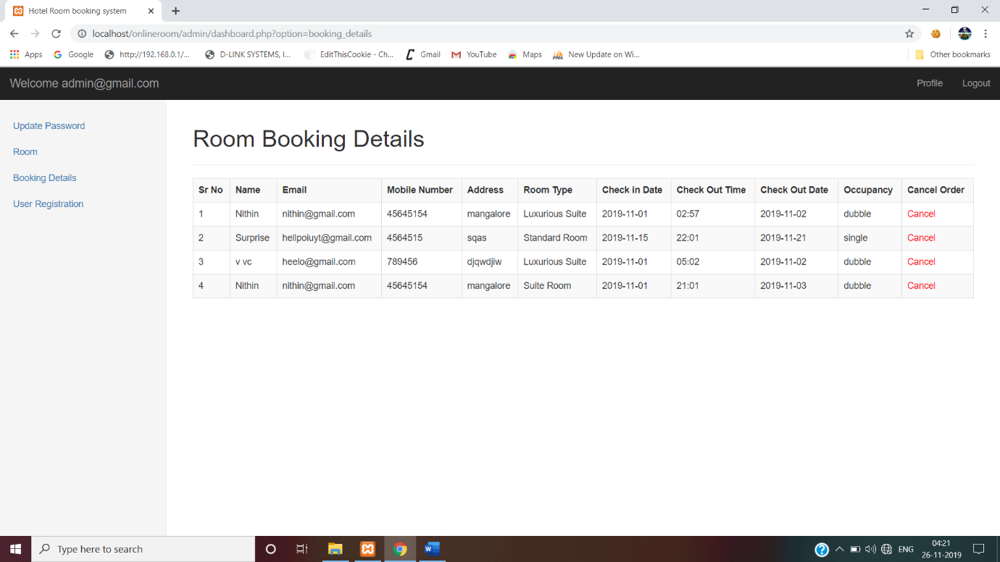 Hotel Room booking system
localhost/onlineroom/admin/dashboard.php?option=booking_details
Apps Google http://192.168.0.1/... D-LINK SYSTEMS, I... EditThisCookie - Ch... Gmail YouTube Maps New Update on Wi... Other bookmarks
Welcome admin@gmail.com Profile Logout
Update Password
Room
Booking Details
User Registration
Room Booking Details
Sr No Name Email Mobile Number Address Room Type Check in Date Check Out Time Check Out Date Occupancy Cancel Order
1 Nithin nithin@gmail.com 45645154 mangalore Luxurious Suite 2019-11-01 02:57 2019-11-02 dubble Cancel
2 Surprise hellpoiuyt@gmail.com 4564515 sqas Standard Room 2019-11-15 22:01 2019-11-21 single Cancel
3 v vc heelo@gmail.com 789456 djqwdjiw Luxurious Suite 2019-11-01 05:02 2019-11-02 dubble Cancel
4 Nithin nithin@gmail.com 45645154 mangalore Suite Room 2019-11-01 21:01 2019-11-03 dubble Cancel
Type here to search
ENG
04:21
26-11-2019